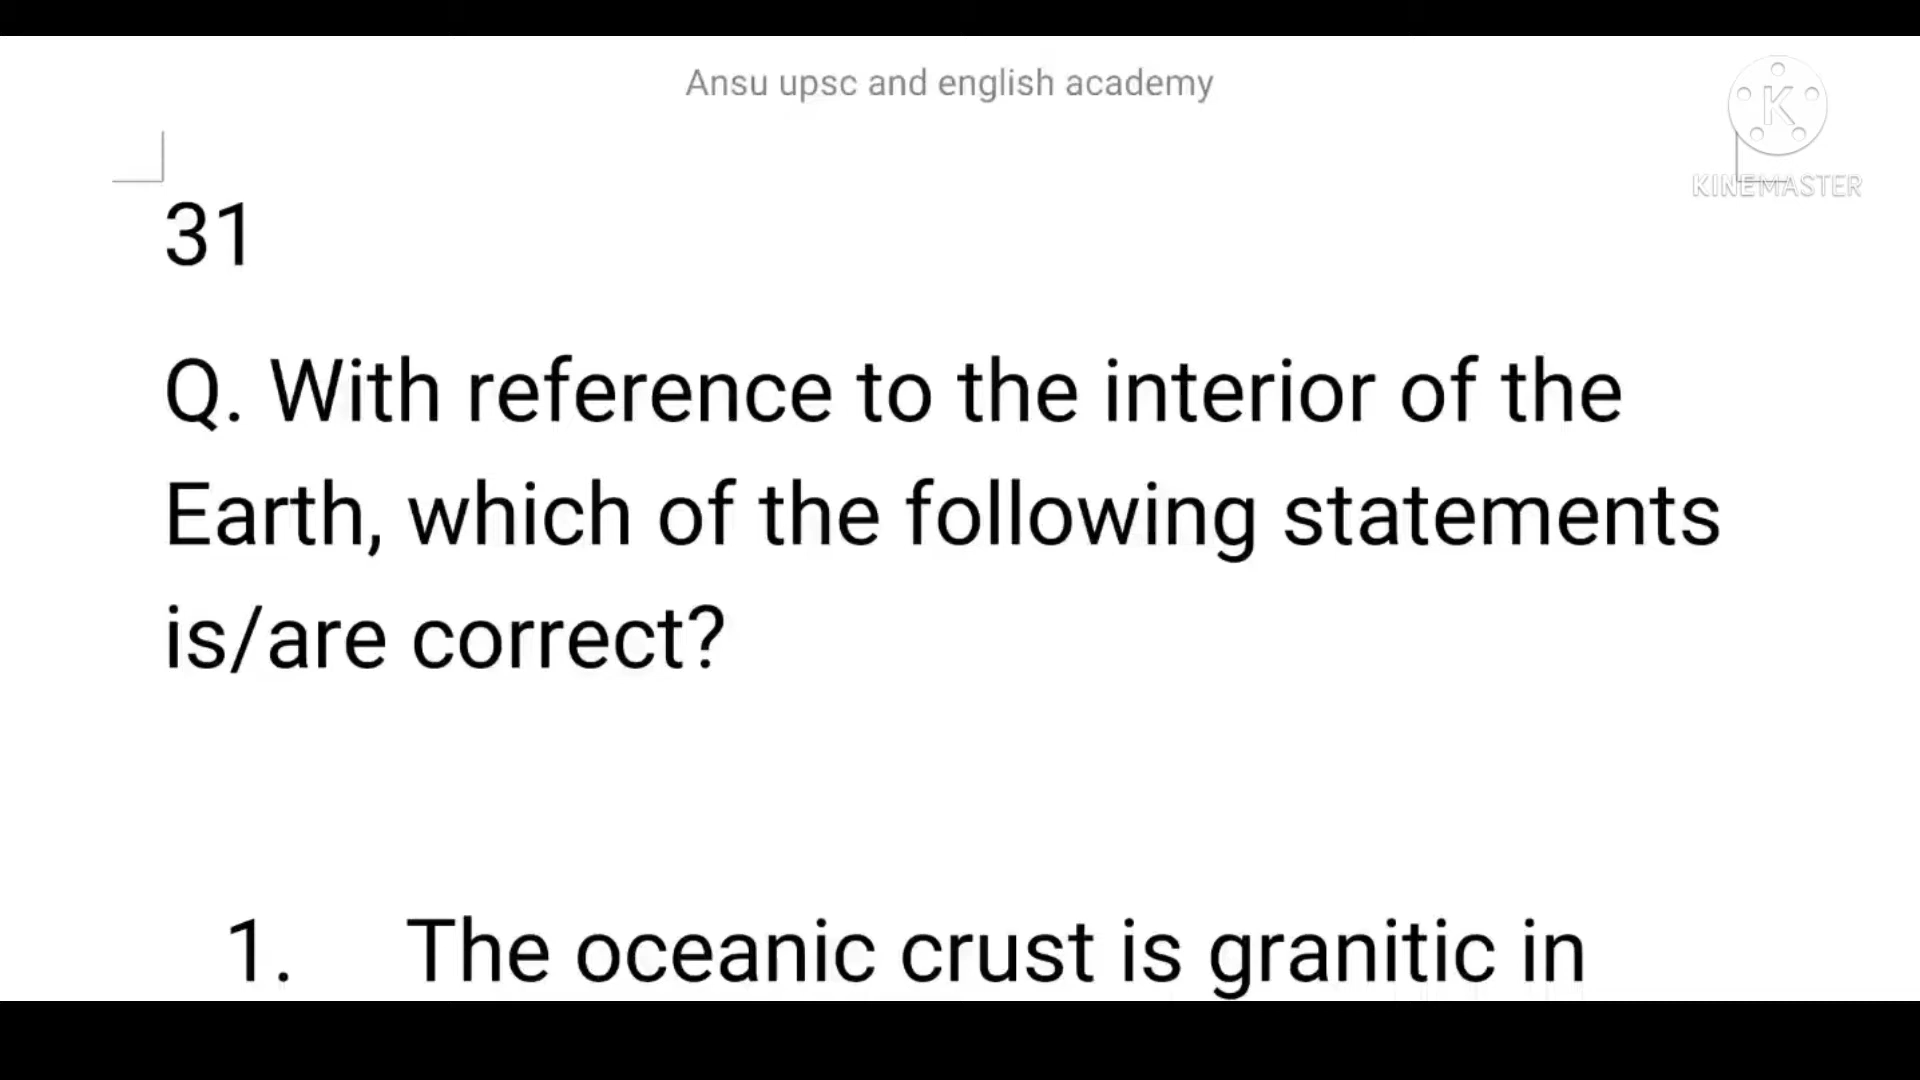 Ansu upsc and english academy
K
KINEMASTER
31
Q. With reference to the interior of the
Earth, which of the following statements
is/are correct?
1. The oceanic crust is granitic in